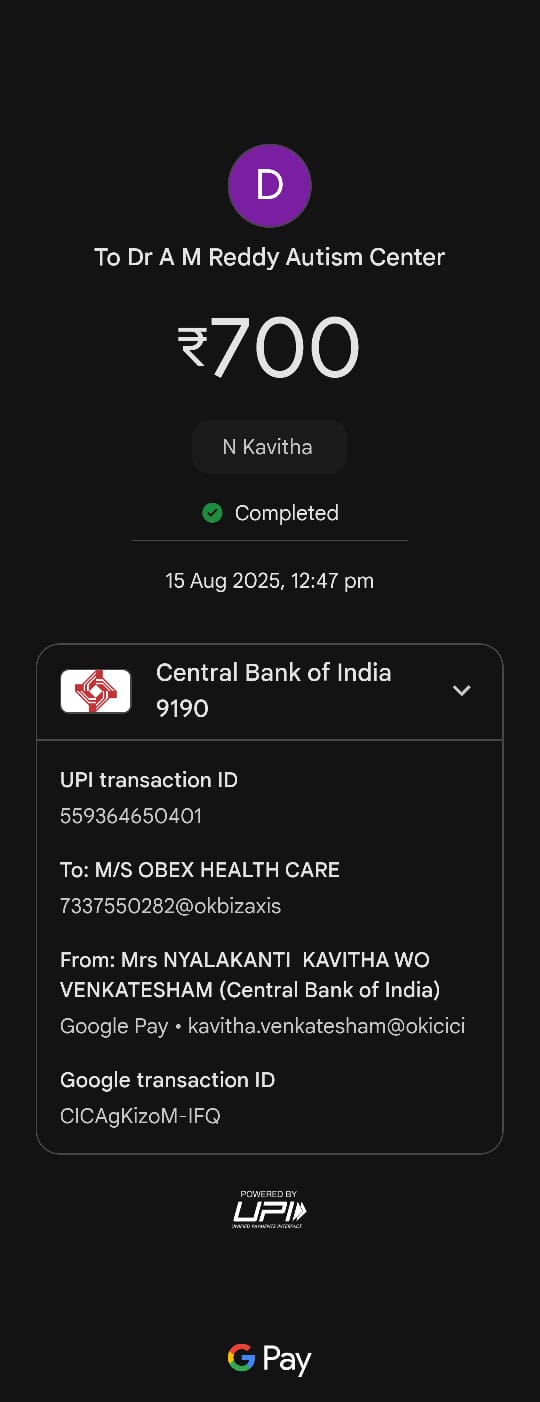 D
To Dr A M Reddy Autism Center
₹700
N Kavitha
Completed
15 Aug 2025, 12:47 pm
Central Bank of India
9190
UPI transaction ID
559364650401
To: M/S OBEX HEALTH CARE
7337550282@okbizaxis
From: Mrs NYALAKANTI  KAVITHA WO
VENKATESHAM (Central Bank of India)
Google Pay • kavitha.venkatesham@okicici
Google transaction ID
CICAgKizoM-IFQ
POWERED BY
UPI
UNIFIED PAYMENTS INTERFACE
G Pay